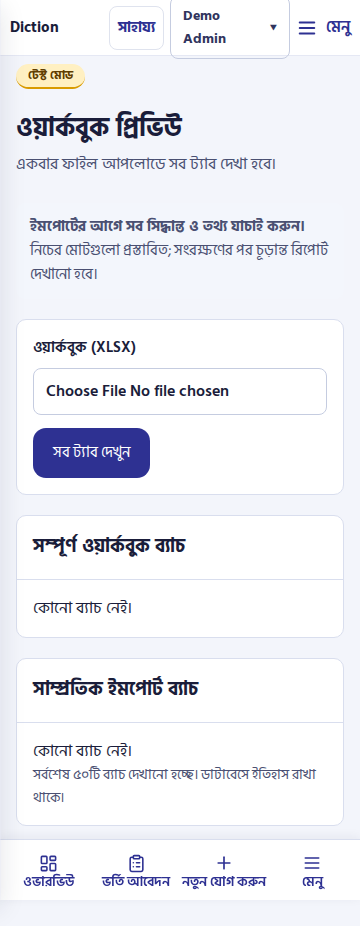 Diction
সাহায্য
Demo
Admin
মেনু
টেস্ট মোড
ওয়ার্কবুক প্রিভিউ
একবার ফাইল আপলোডে সব ট্যাব দেখা হবে।
ইমপোর্টের আগে সব সিদ্ধান্ত ও তথ্য যাচাই করুন।
নিচের মোটগুলো প্রস্তাবিত; সংরক্ষণের পর চূড়ান্ত রিপোর্ট
দেখানো হবে।
ওয়ার্কবুক (XLSX)
Choose File No file chosen
সব ট্যাব দেখুন
সম্পূর্ণ ওয়ার্কবুক ব্যাচ
কোনো ব্যাচ নেই।
সাম্প্রতিক ইমপোর্ট ব্যাচ
কোনো ব্যাচ নেই।
সর্বশেষ ৫০টি ব্যাচ দেখানো হচ্ছে। ডাটাবেসে ইতিহাস রাখা
থাকে।
ওভারভিউ
ভর্তি আবেদন
নতুন যোগ করুন
মেনু